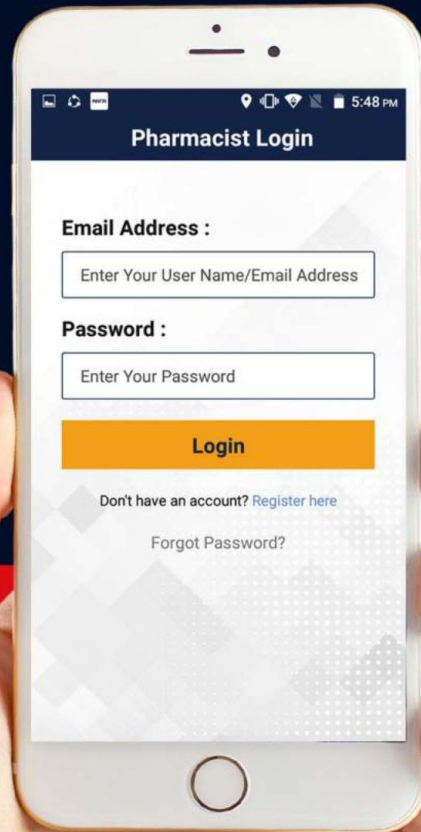 5:48 PM
Pharmacist Login
Email Address :
Enter Your User Name/Email Address
Password :
Enter Your Password
Login
Don't have an account? Register here
Forgot Password?